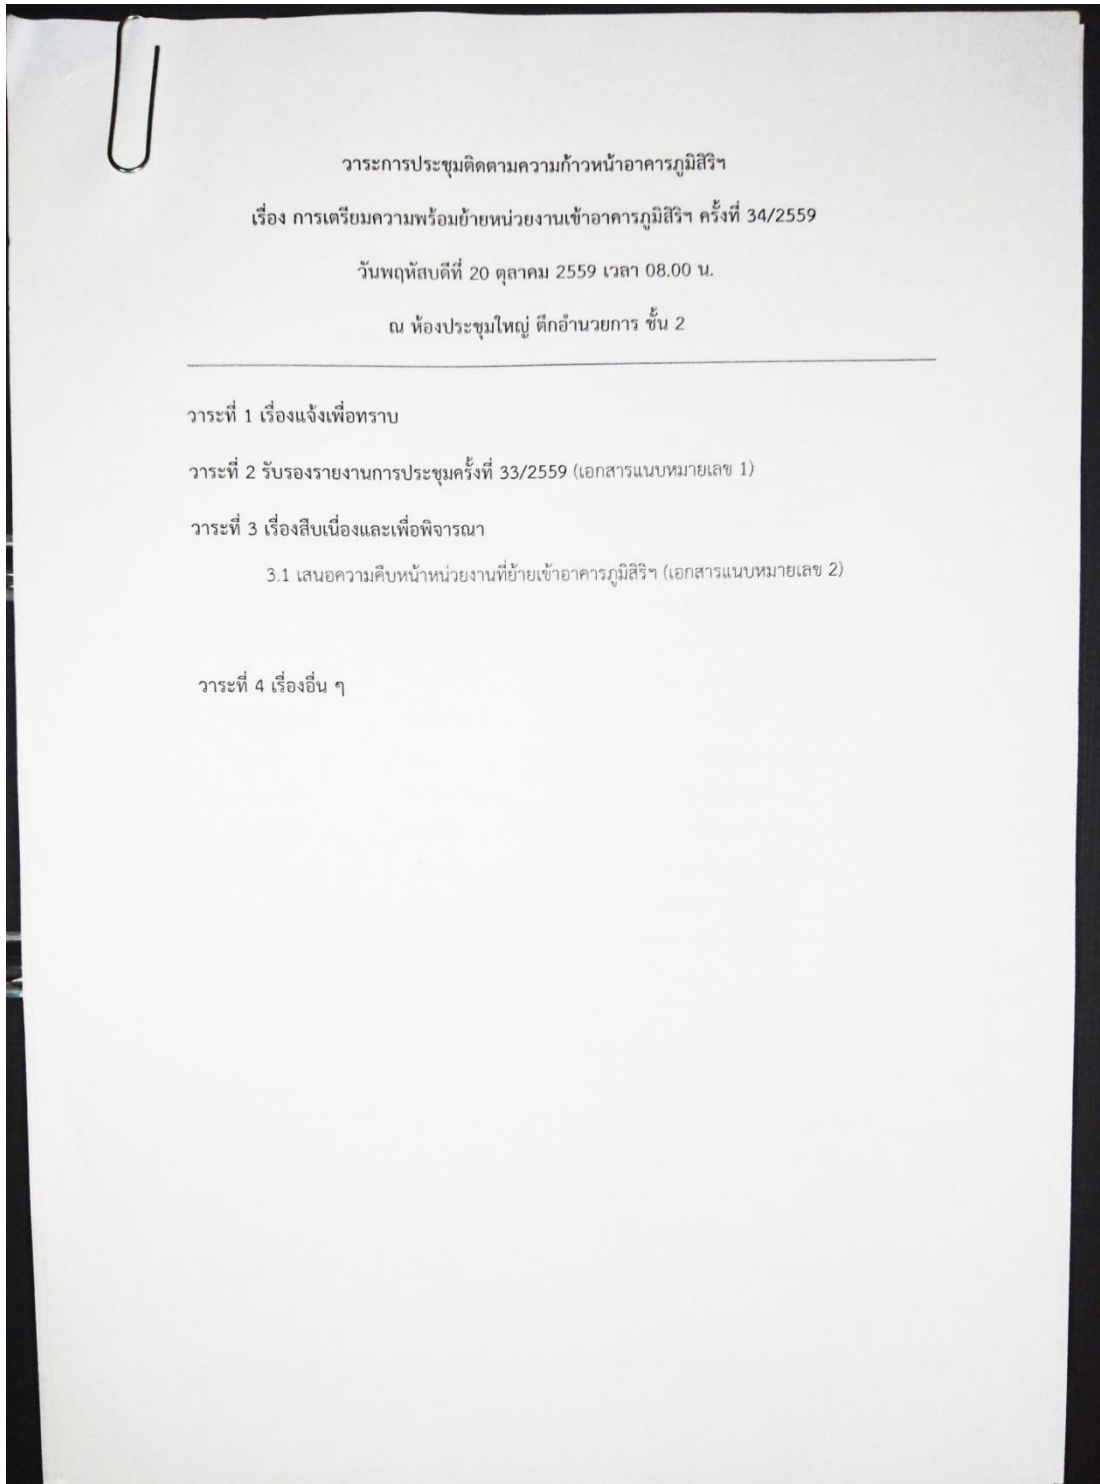 วาระการประชุมติดตามความก้าวหน้าอาคารภูมิสิริฯ
เรื่อง การเตรียมความพร้อมย้ายหน่วยงานเข้าอาคารภูมิสิริฯ ครั้งที่ 34/2559
วันพฤหัสบดีที่ 20 ตุลาคม 2559 เวลา 08.00 น.
ณ ห้องประชุมใหญ่ ตึกอำนวยการ ชั้น 2
วาระที่ 1 เรื่องแจ้งเพื่อทราบ
วาระที่ 2 รับรองรายงานการประชุมครั้งที่ 33/2559 (เอกสารแนบหมายเลข 1)
วาระที่ 3 เรื่องสืบเนื่องและเพื่อพิจารณา
3.1 เสนอความคืบหน้าหน่วยงานที่ย้ายเข้าอาคารภูมิสิริฯ (เอกสารแนบหมายเลข 2)
วาระที่ 4 เรื่องอื่น ๆ